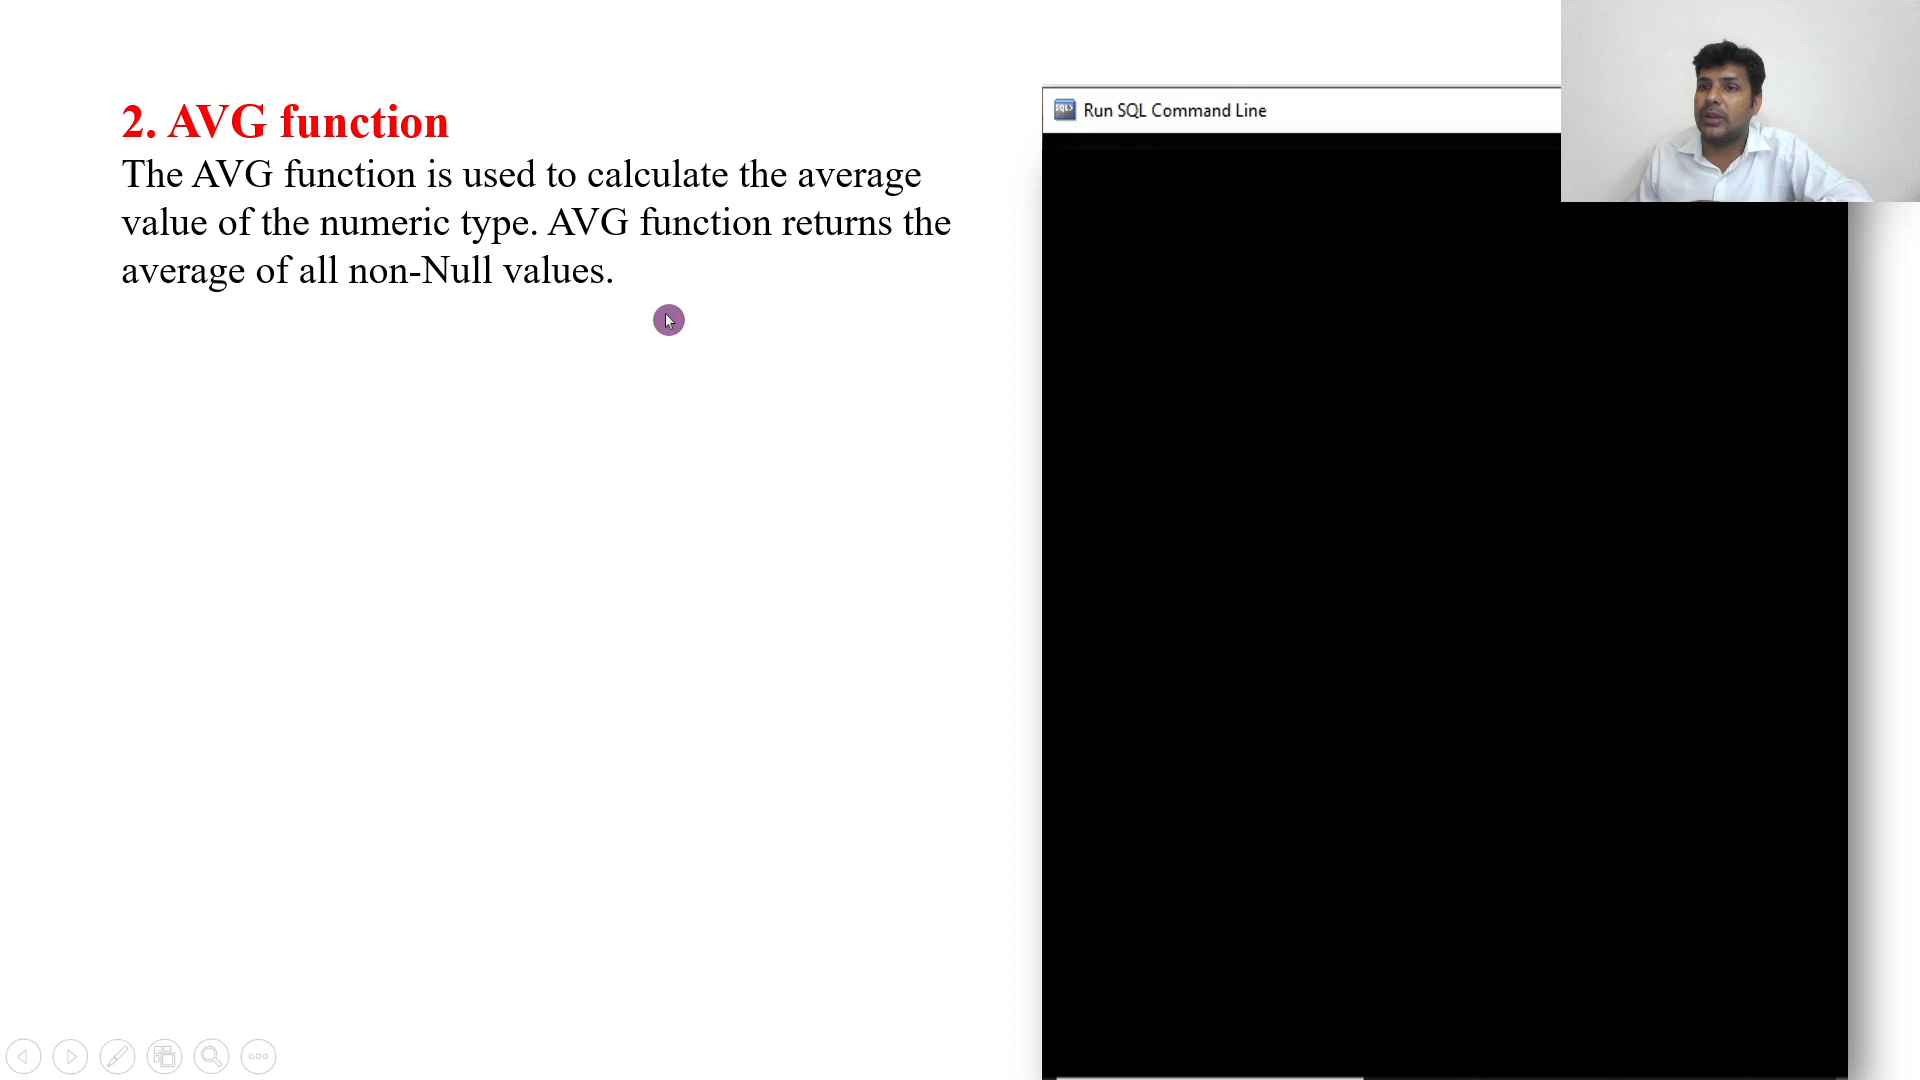 2. AVG function
The AVG function is used to calculate the average
value of the numeric type. AVG function returns the
average of all non-Null values.
SQL>
Run SQL Command Line